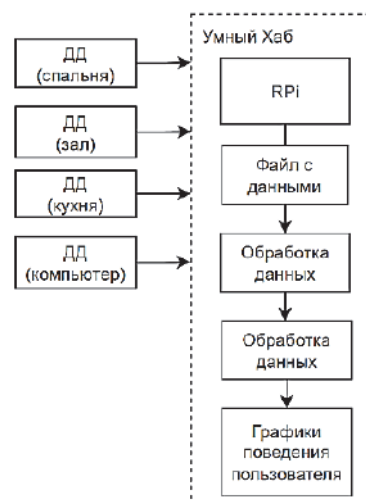 Умный Хаб
ДД
(спальня)
ДД
(зал)
ДД
(кухня)
ДД
(компьютер)
RPi
Файл с
данными
Обработка
данных
Обработка
данных
Графики
поведения
пользователя